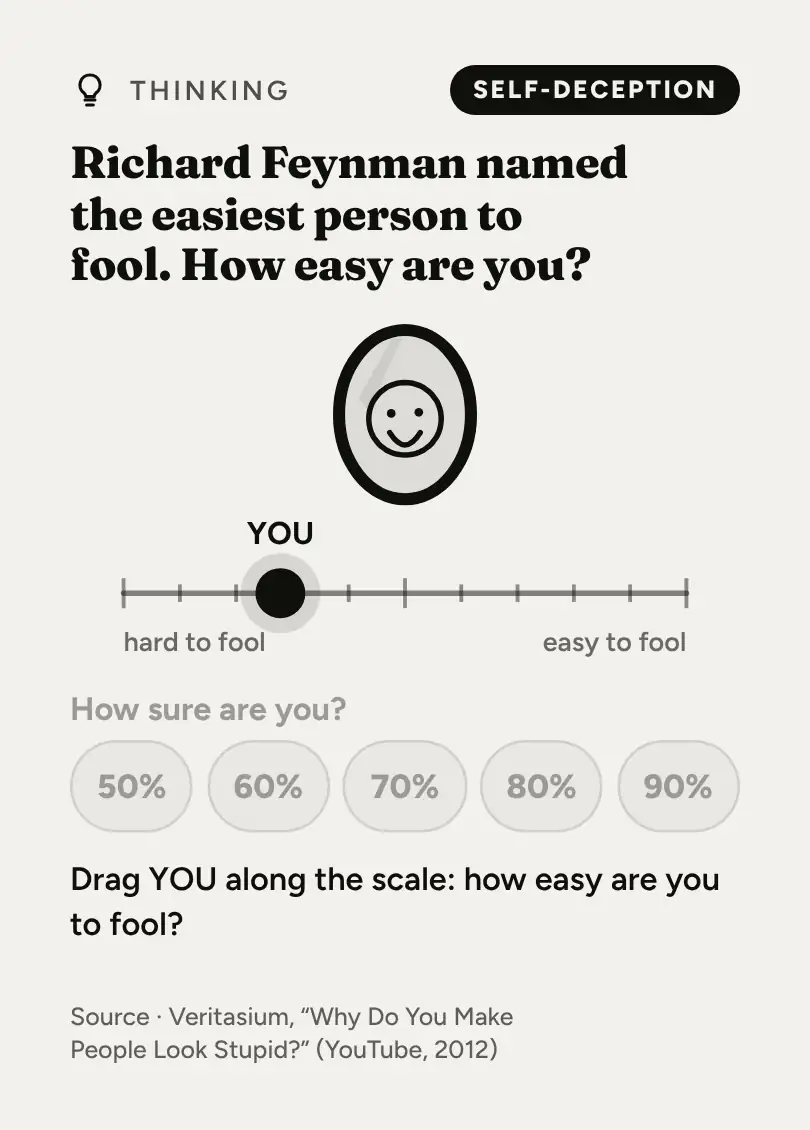 THINKING
SELF-DECEPTION
Richard Feynman named
the easiest person to
fool. How easy are you?
YOU
hard to fool
easy to fool
How sure are you?
50%
60%
70%
80%
90%
Drag YOU along the scale: how easy are you
to fool?
Source · Veritasium, “Why Do You Make
People Look Stupid?” (YouTube, 2012)